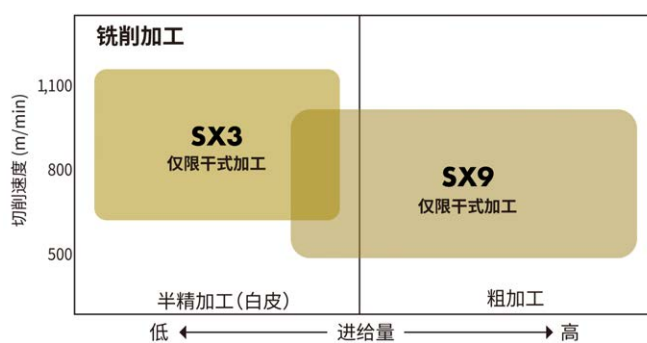 铣削加工
切削速度 (m/min)
1,100
800
500
SX3
仅限干式加工
SX9
仅限干式加工
半精加工（白皮）
粗加工
低
进给量
高